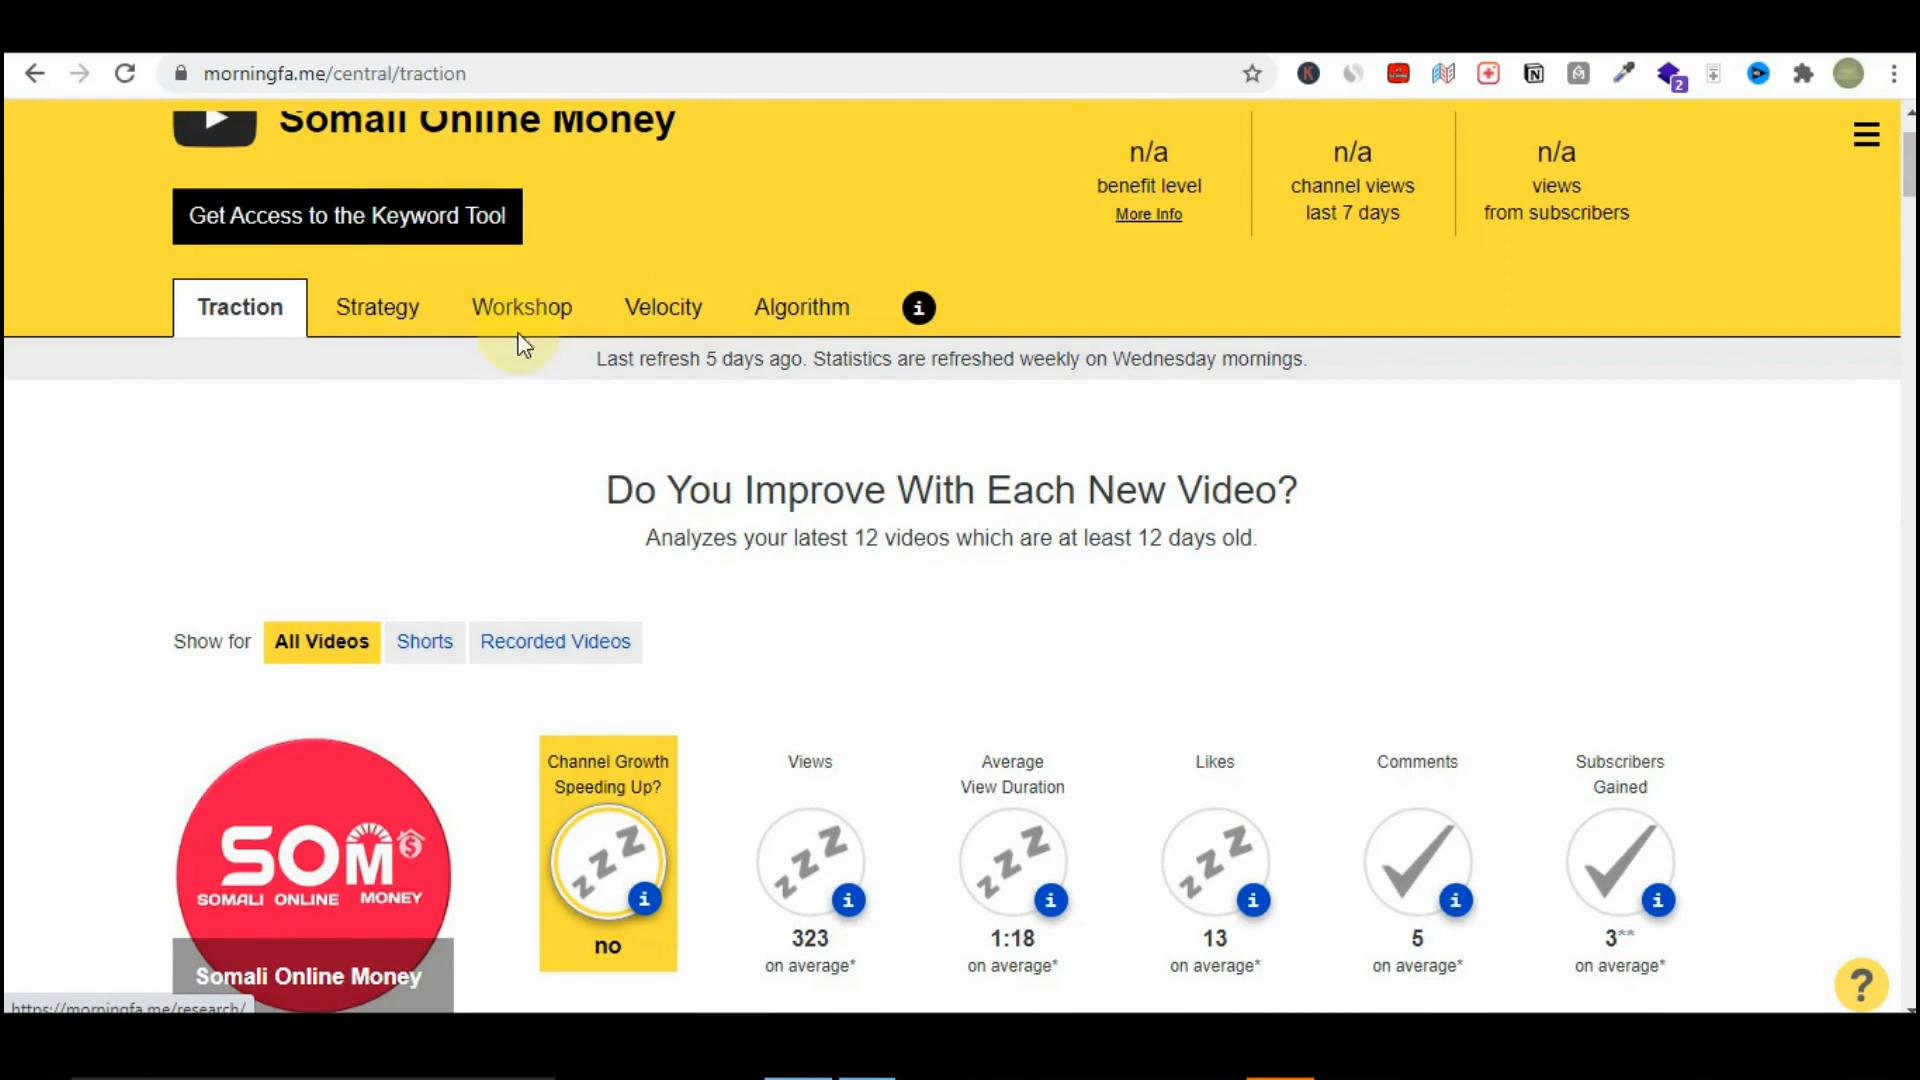 morningfa.me/central/traction
2
Somali Online Money
n/a
benefit level
More Info
n/a
channel views
last 7 days
n/a
views
from subscribers
Get Access to the Keyword Tool
Traction
Strategy
Workshop
Velocity
Algorithm
i
Last refresh 5 days ago. Statistics are refreshed weekly on Wednesday mornings.
Do You Improve With Each New Video?
Analyzes your latest 12 videos which are at least 12 days old.
Show for
All Videos
Shorts
Recorded Videos
SOM
SOMALI ONLINE MONEY
Somali Online Money
Channel Growth
Speeding Up?
zzZ
i
no
Views
zzZ
i
323
on average*
Average
View Duration
zzZ
i
1:18
on average*
Likes
zzZ
i
13
on average*
Comments
i
5
on average*
Subscribers
Gained
i
3**
on average*
?
https://morningfa.me/research/